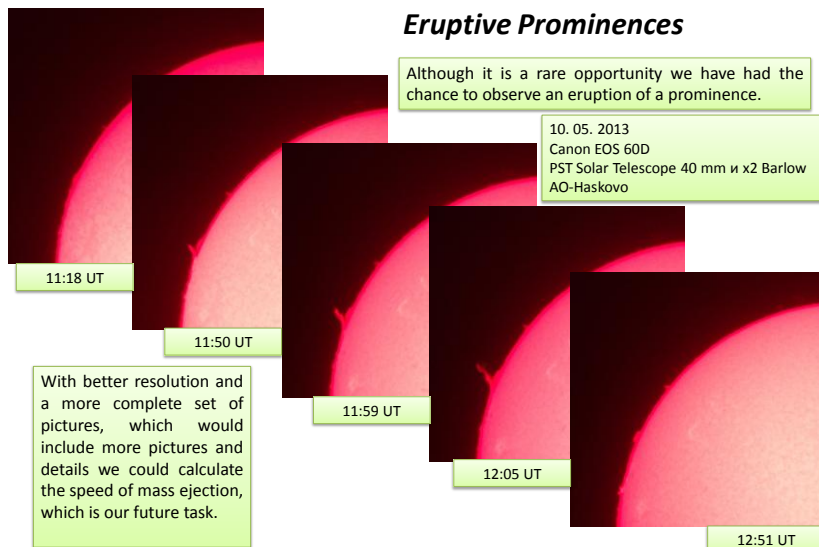 Eruptive Prominences
Although it is a rare opportunity we have had the
chance to observe an eruption of a prominence.
10. 05. 2013
Canon EOS 60D
PST Solar Telescope 40 mm и x2 Barlow
AO-Haskovo
11:18 UT
11:50 UT
11:59 UT
12:05 UT
12:51 UT
With better resolution and
a more complete set of
pictures, which would
include more pictures and
details we could calculate
the speed of mass ejection,
which is our future task.